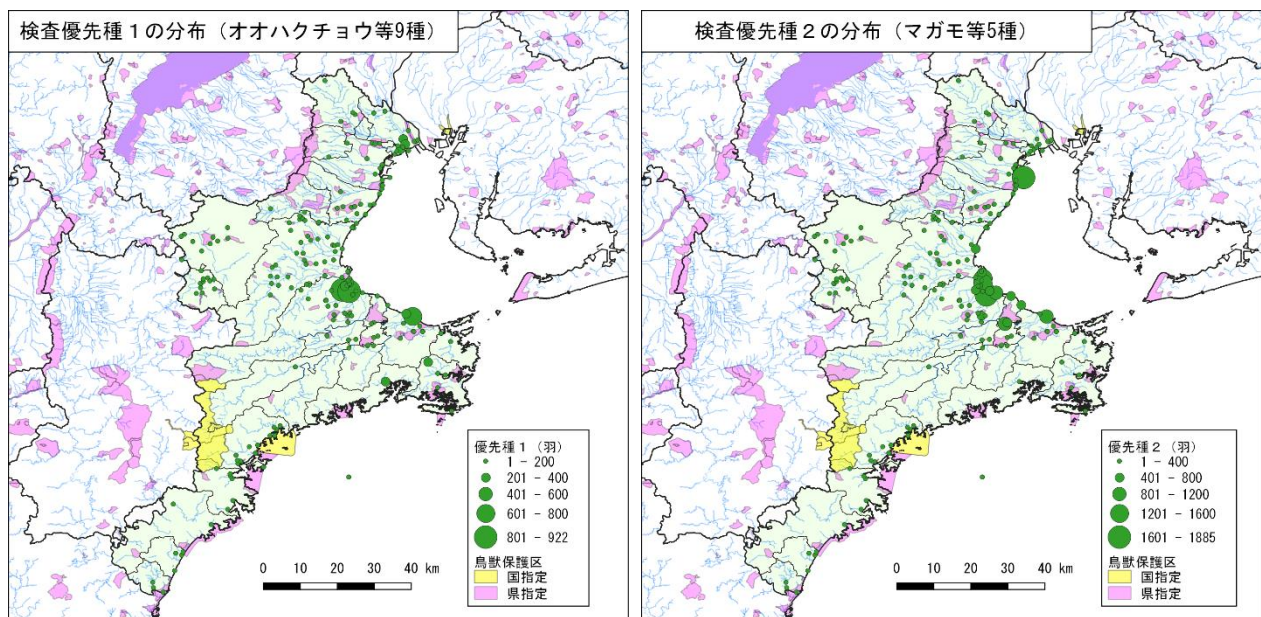 検査優先種１の分布（オオハクチョウ等9種）
優先種１（羽）
1 - 200
201 - 400
401 - 600
601 - 800
801 - 922
鳥獣保護区
国指定
県指定
0 10 20 30 40 km
検査優先種２の分布（マガモ等5種）
優先種２（羽）
1 - 400
401 - 800
801 - 1200
1201 - 1600
1601 - 1885
鳥獣保護区
国指定
県指定
0 10 20 30 40 km